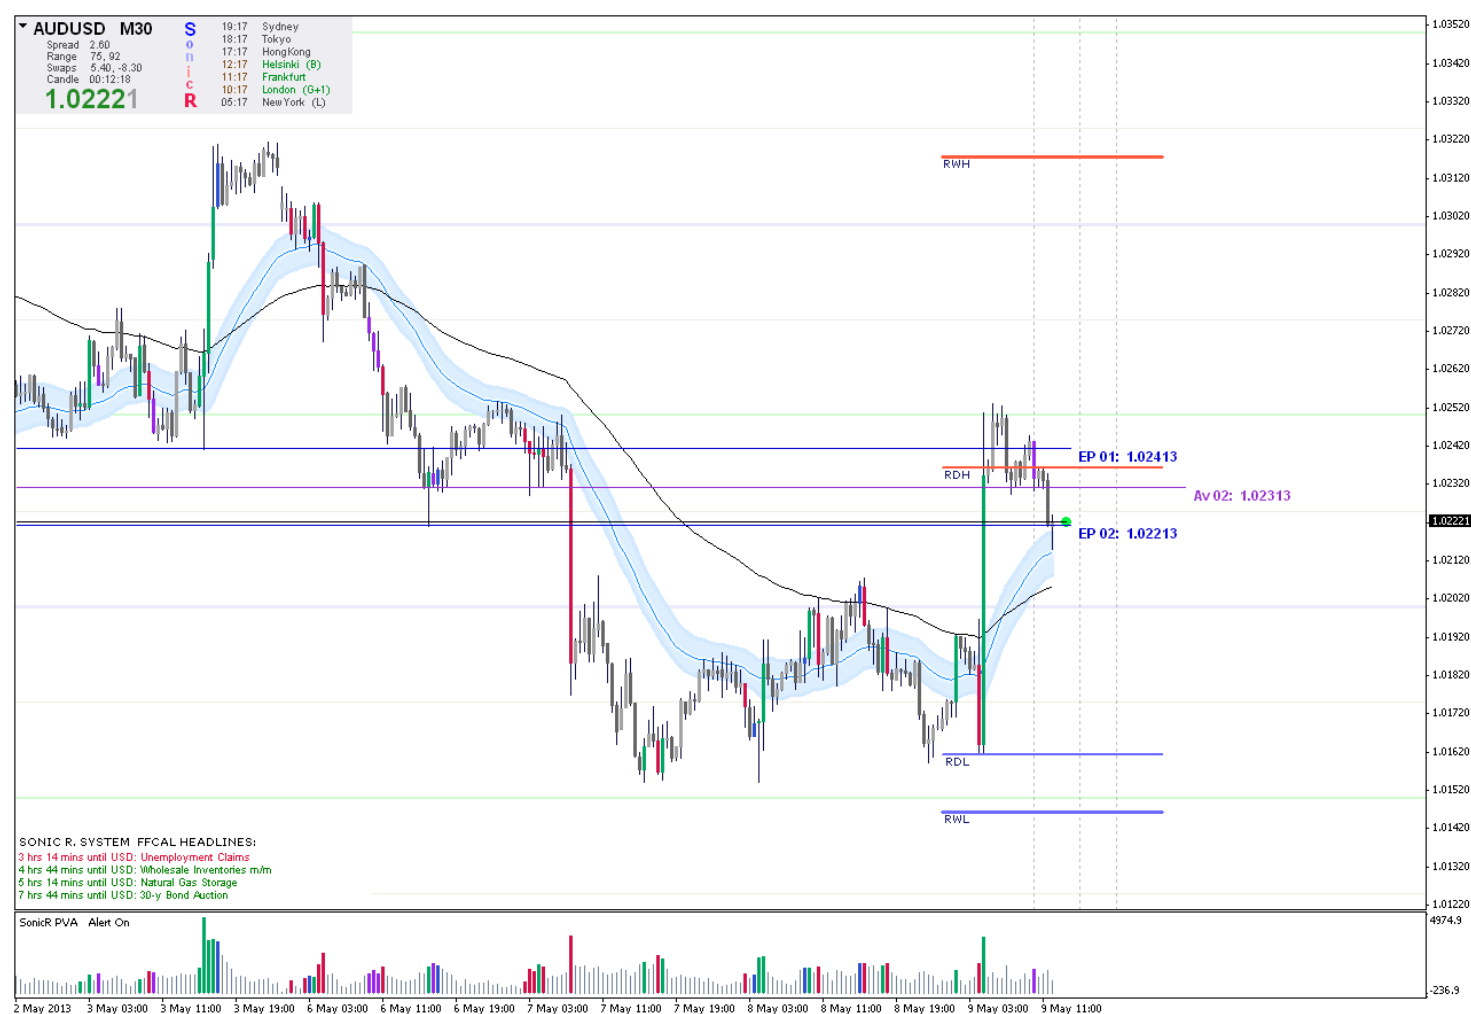 AUDUSD M30
Spread 2.60
Range 75, 92
Swaps 5.40, -8.30
Candle 00:12:18
1.02221
S
o
n
i
c
R
19:17 Sydney
18:17 Tokyo
17:17 HongKong
12:17 Helsinki (B)
11:17 Frankfurt
10:17 London (G+1)
05:17 NewYork (L)
1.03520
1.03420
1.03320
1.03220
1.03120
1.03020
1.02920
1.02820
1.02720
1.02620
1.02520
1.02420
1.02320
1.02221
1.02120
1.02020
1.01920
1.01820
1.01720
1.01620
1.01520
1.01420
1.01320
1.01220
RWH
EP 01: 1.02413
RDH
Av 02: 1.02313
EP 02: 1.02213
RDL
RWL
SONIC R. SYSTEM FFCAL HEADLINES:
3 hrs 14 mins until USD: Unemployment Claims
4 hrs 44 mins until USD: Wholesale Inventories m/m
5 hrs 14 mins until USD: Natural Gas Storage
7 hrs 44 mins until USD: 30-y Bond Auction
SonicR PVA Alert On
4974.9
-236.9
2 May 2013
3 May 03:00
3 May 11:00
3 May 19:00
6 May 03:00
6 May 11:00
6 May 19:00
7 May 03:00
7 May 11:00
7 May 19:00
8 May 03:00
8 May 11:00
8 May 19:00
9 May 03:00
9 May 11:00